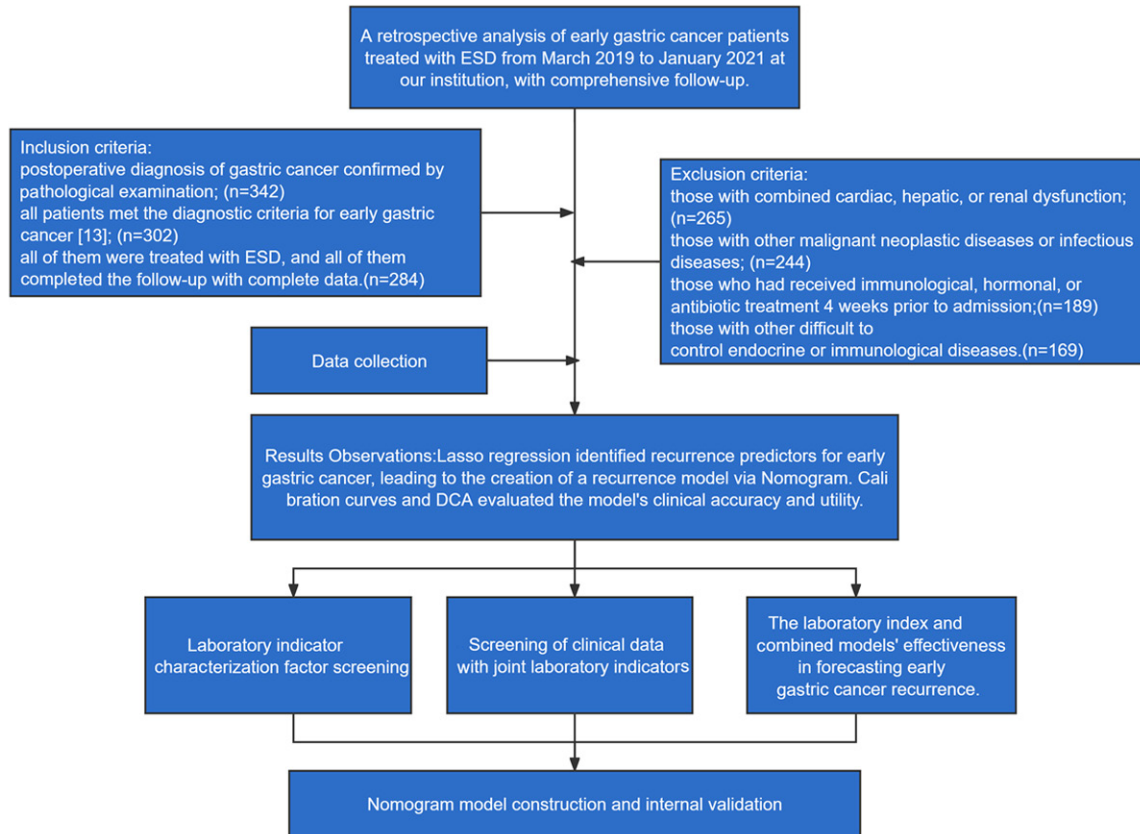 A retrospective analysis of early gastric cancer patients
treated with ESD from March 2019 to January 2021 at
our institution, with comprehensive follow-up.
Inclusion criteria:
postoperative diagnosis of gastric cancer confirmed by
pathological examination; (n=342)
all patients met the diagnostic criteria for early gastric
cancer [13]; (n=302)
all of them were treated with ESD, and all of them
completed the follow-up with complete data.(n=284)
Exclusion criteria:
those with combined cardiac, hepatic, or renal dysfunction;
(n=265)
those with other malignant neoplastic diseases or infectious
diseases; (n=244)
those who had received immunological, hormonal, or
antibiotic treatment 4 weeks prior to admission;(n=189)
those with other difficult to
control endocrine or immunological diseases.(n=169)
Data collection
Results Observations:Lasso regression identified recurrence predictors for early
gastric cancer, leading to the creation of a recurrence model via Nomogram. Cali
bration curves and DCA evaluated the model's clinical accuracy and utility.
Laboratory indicator
characterization factor screening
Screening of clinical data
with joint laboratory indicators
The laboratory index and
combined models' effectiveness
in forecasting early
gastric cancer recurrence.
Nomogram model construction and internal validation